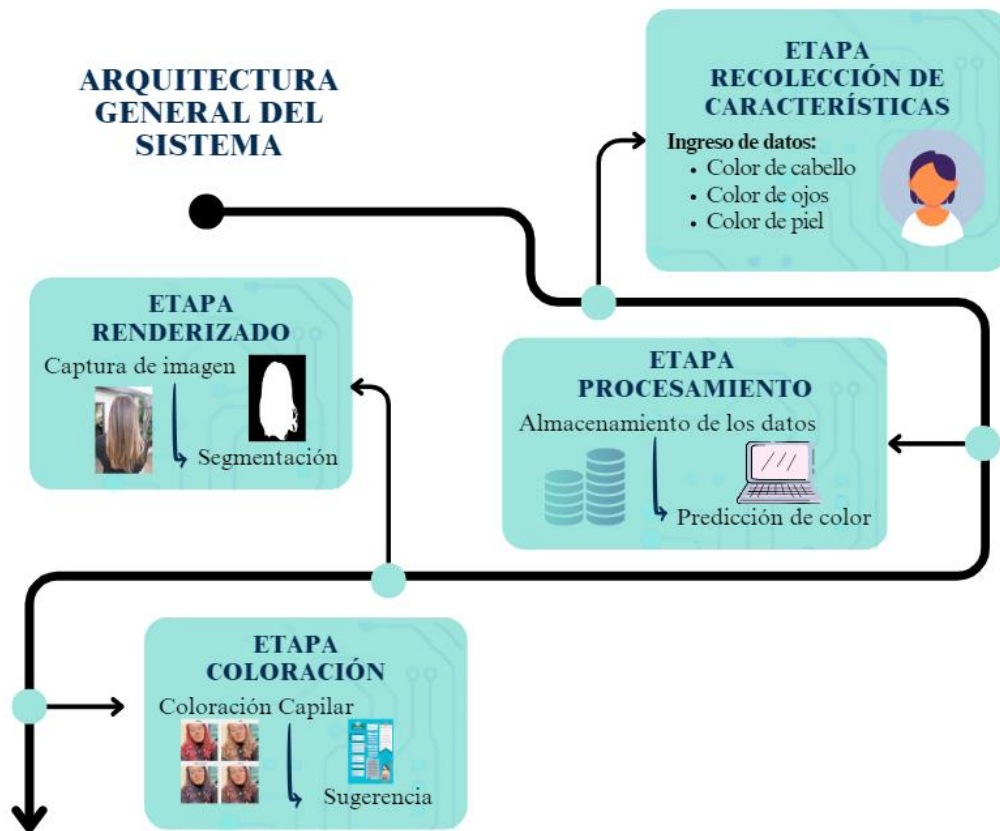 ARQUITECTURA
GENERAL DEL
SISTEMA
ETAPA
RECOLECCIÓN DE
CARACTERÍSTICAS
Ingreso de datos:
• Color de cabello
• Color de ojos
• Color de piel
ETAPA
PROCESAMIENTO
Almacenamiento de los datos
Predicción de color
ETAPA
RENDERIZADO
Captura de imagen
Segmentación
ETAPA
COLORACIÓN
Coloración Capilar
Sugerencia